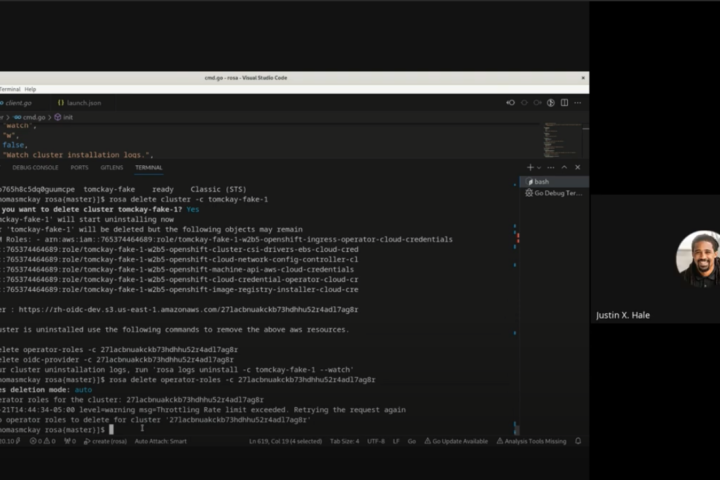 cmd.go - rosa - Visual Studio Code
Terminal Help
client.go launch.json
cmd.go > init
"watch",
"w",
false,
"Watch cluster installation logs.",
DEBUG CONSOLE PORTS GITLENS TERMINAL
bash
Go Debug Ter...
tomckay-fake ready Classic (STS)
omasmckay rosa(master)]$ rosa delete cluster -c tomckay-fake-1
you want to delete cluster tomckay-fake-1? Yes
mckay-fake-1' will start uninstalling now
' will be deleted but the following objects may remain
Roles: - arn:aws:iam::765374464689:role/tomckay-fake-1-w2b5-openshift-ingress-operator-cloud-credentials
:765374464689:role/tomckay-fake-1-w2b5-openshift-cluster-csi-drivers-ebs-cloud-cred
:765374464689:role/tomckay-fake-1-w2b5-openshift-cloud-network-config-controller-cl
:765374464689:role/tomckay-fake-1-w2b5-openshift-machine-api-aws-cloud-credentials
:765374464689:role/tomckay-fake-1-w2b5-openshift-cloud-credential-operator-cloud-cr
:765374464689:role/tomckay-fake-1-w2b5-openshift-image-registry-installer-cloud-cre
er : https://rh-oidc-dev.s3.us-east-1.amazonaws.com/27lacbnuakckb73hdhhu52r4adl7ag8r
uster is uninstalled use the following commands to remove the above aws resources.
elete operator-roles -c 27lacbnuakckb73hdhhu52r4adl7ag8r
elete oidc-provider -c 27lacbnuakckb73hdhhu52r4adl7ag8r
ur cluster uninstallation logs, run 'rosa logs uninstall -c tomckay-fake-1 --watch'
homasmckay rosa(master)]$ rosa delete operator-roles -c 27lacbnuakckb73hdhhu52r4adl7ag8r
es deletion mode: auto
erator roles for the cluster: 27lacbnuakckb73hdhhu52r4adl7ag8r
-21T14:44:34-05:00 level=warning msg=Throttling Rate limit exceeded. Retrying the request again
o operator roles to delete for cluster '27lacbnuakckb73hdhhu52r4adl7ag8r'
homasmckay rosa(master)]$
0 0 0 create (rosa) Auto Attach: Smart Ln 619, Col 19 (4 selected) Tab Size: 4 UTF-8 LF Go Go Update Available Analysis Tools Missing
Justin X. Hale